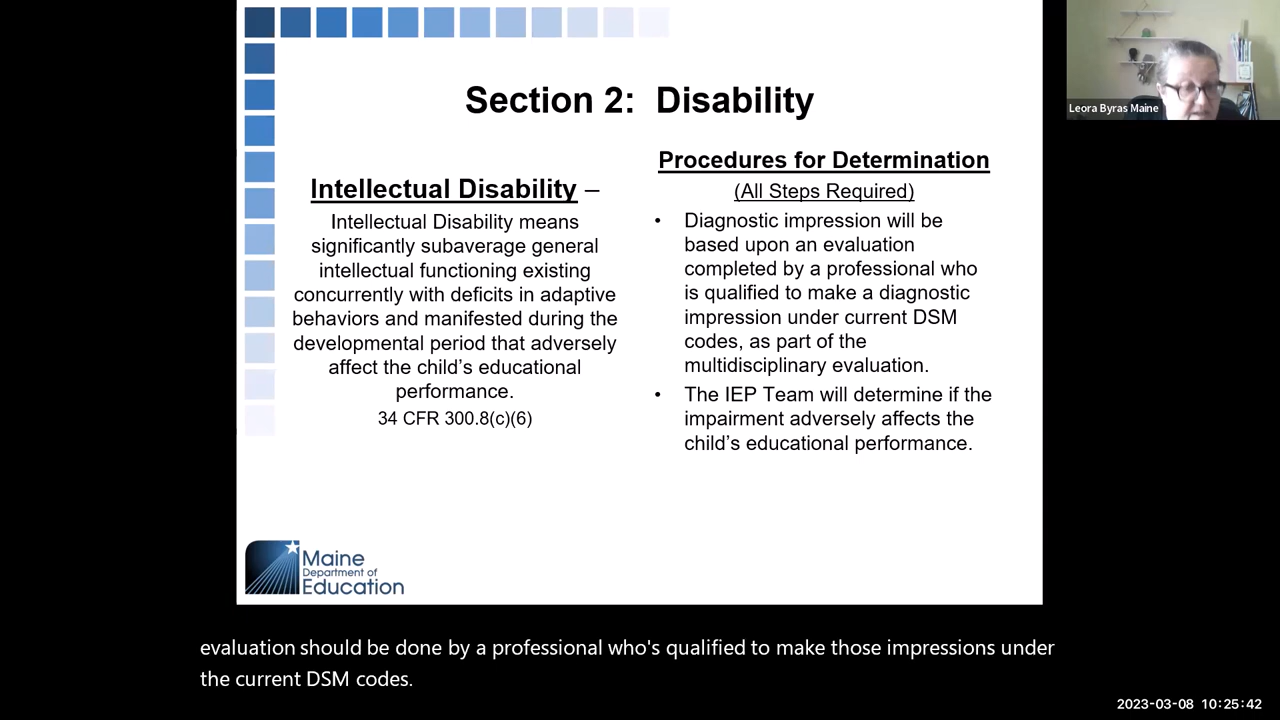 Section 2:  Disability
Intellectual Disability –
Intellectual Disability means
significantly subaverage general
intellectual functioning existing
concurrently with deficits in adaptive
behaviors and manifested during the
developmental period that adversely
affect the child’s educational
performance.
34 CFR 300.8(c)(6)
Procedures for Determination
(All Steps Required)
• Diagnostic impression will be
based upon an evaluation
completed by a professional who
is qualified to make a diagnostic
impression under current DSM
codes, as part of the
multidisciplinary evaluation.
• The IEP Team will determine if the
impairment adversely affects the
child’s educational performance.
Maine
Department of
Education
Leora Byras Maine
evaluation should be done by a professional who's qualified to make those impressions under
the current DSM codes.
2023-03-08 10:25:42